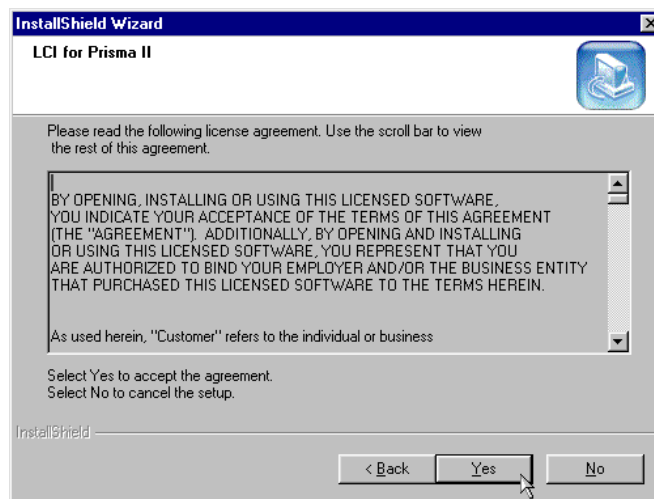 InstallShield Wizard
LCI for Prisma II
Please read the following license agreement. Use the scroll bar to view
the rest of this agreement.
BY OPENING, INSTALLING OR USING THIS LICENSED SOFTWARE,
YOU INDICATE YOUR ACCEPTANCE OF THE TERMS OF THIS AGREEMENT
(THE "AGREEMENT"). ADDITIONALLY, BY OPENING AND INSTALLING
OR USING THIS LICENSED SOFTWARE, YOU REPRESENT THAT YOU
ARE AUTHORIZED TO BIND YOUR EMPLOYER AND/OR THE BUSINESS ENTITY
THAT PURCHASED THIS LICENSED SOFTWARE TO THE TERMS HEREIN.
As used herein, "Customer" refers to the individual or business
Select Yes to accept the agreement.
Select No to cancel the setup.
InstallShield
< Back
Yes
No